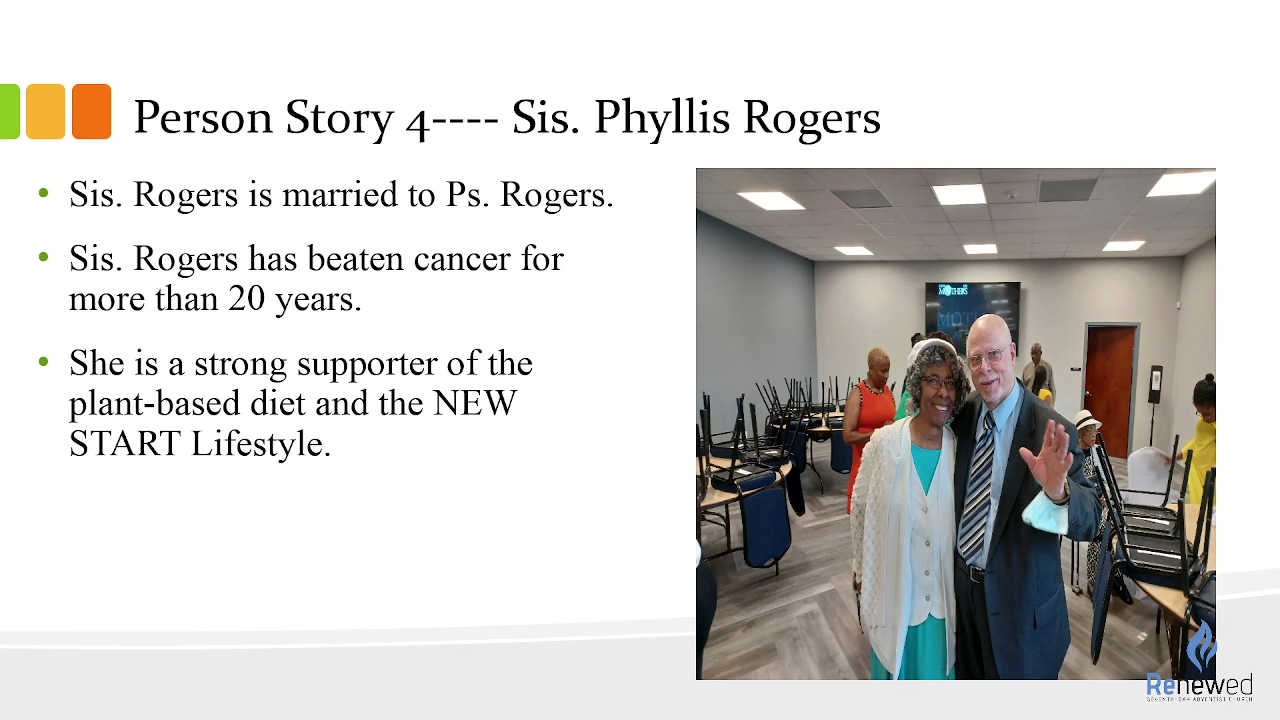 Person Story 4---- Sis. Phyllis Rogers
• Sis. Rogers is married to Ps. Rogers.
• Sis. Rogers has beaten cancer for
more than 20 years.
• She is a strong supporter of the
plant-based diet and the NEW
START Lifestyle.
MOTHERS
Renewed
SEVENTH-DAY ADVENTIST CHURCH